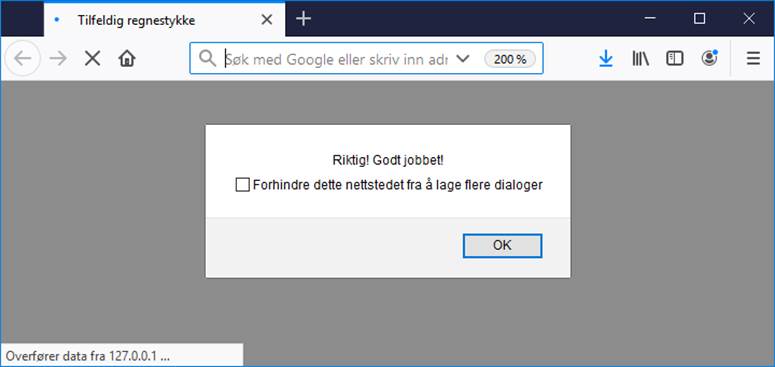 Tilfeldig regnestykke
Søk med Google eller skriv inn adr
200 %
Riktig! Godt jobbet!
Forhindre dette nettstedet fra å lage flere dialoger
OK
Overfører data fra 127.0.0.1 ...